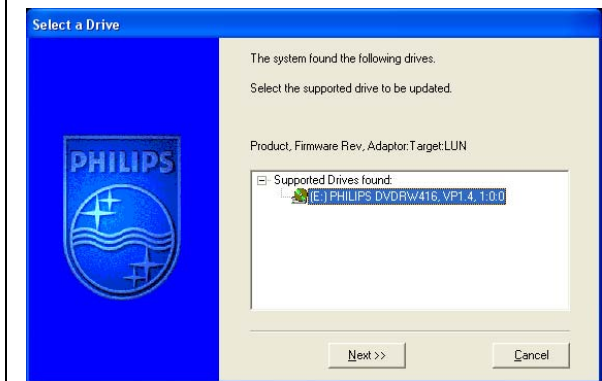 Select a Drive
The system found the following drives.
Select the supported drive to be updated.
Product, Firmware Rev, Adaptor:Target:LUN
PHILIPS
Supported Drives found:
(E:) PHILIPS DVDRW416, VP1.4, 1:0:0
Next >>
Cancel